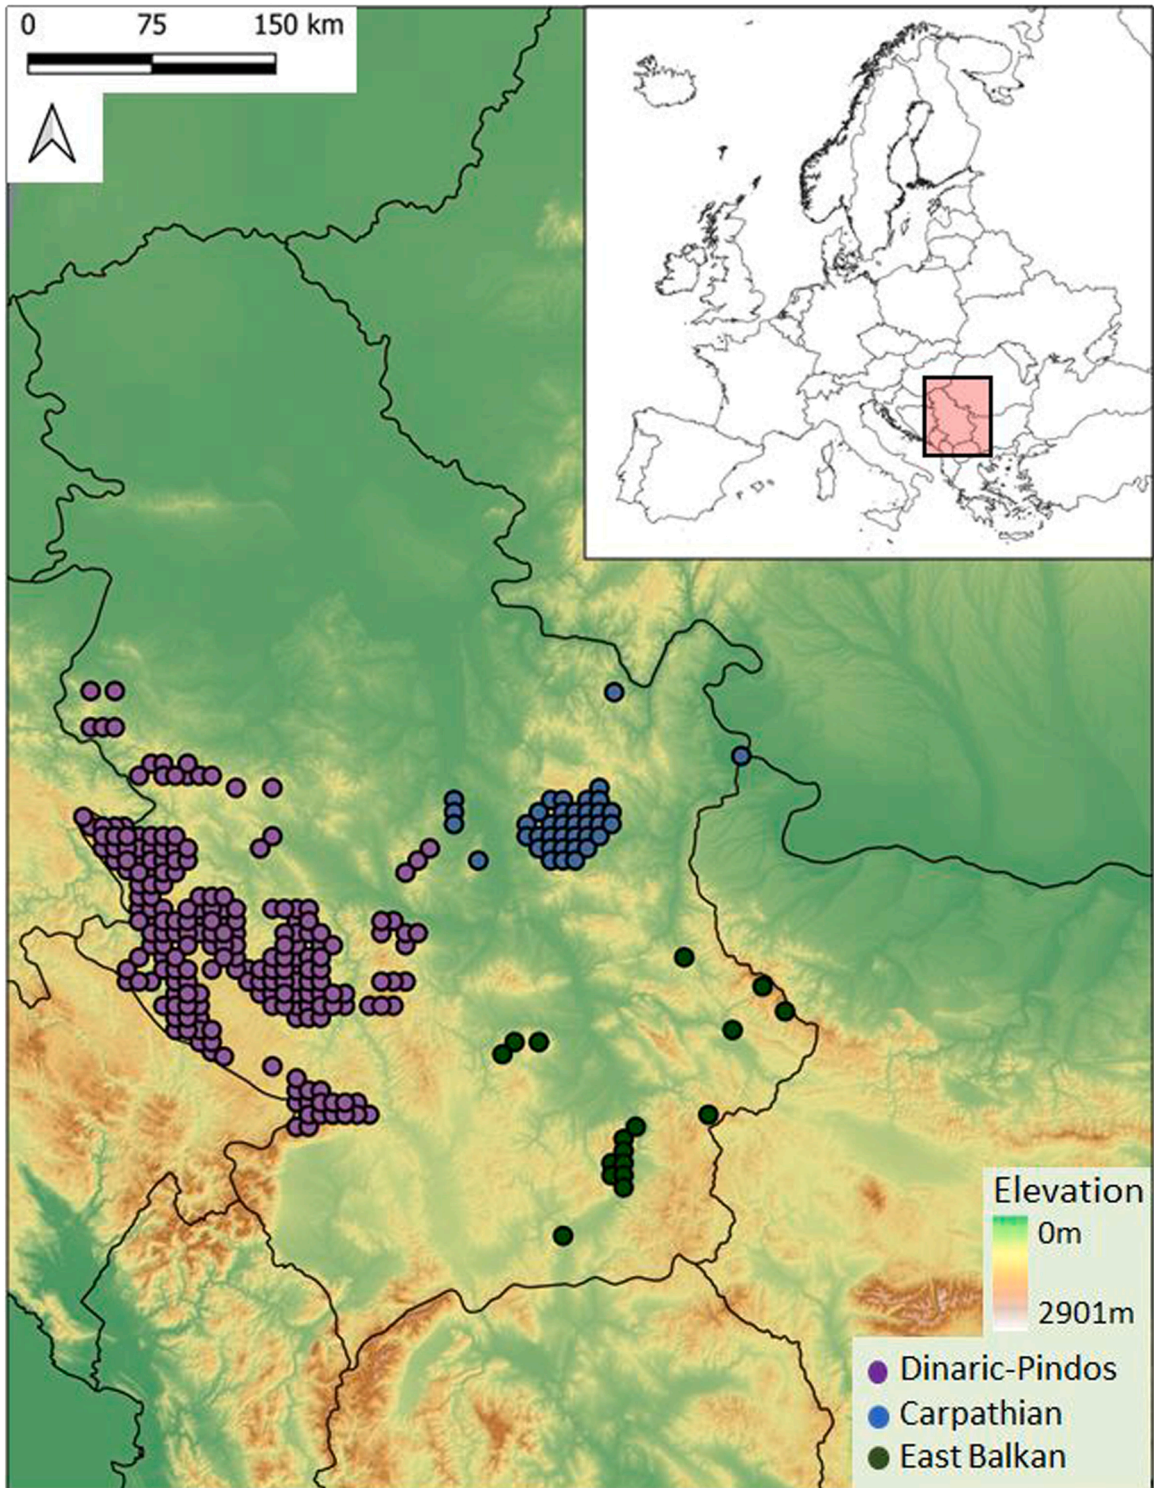 0 75 150 km
Elevation
0m
2901m
Dinaric-Pindos
Carpathian
East Balkan